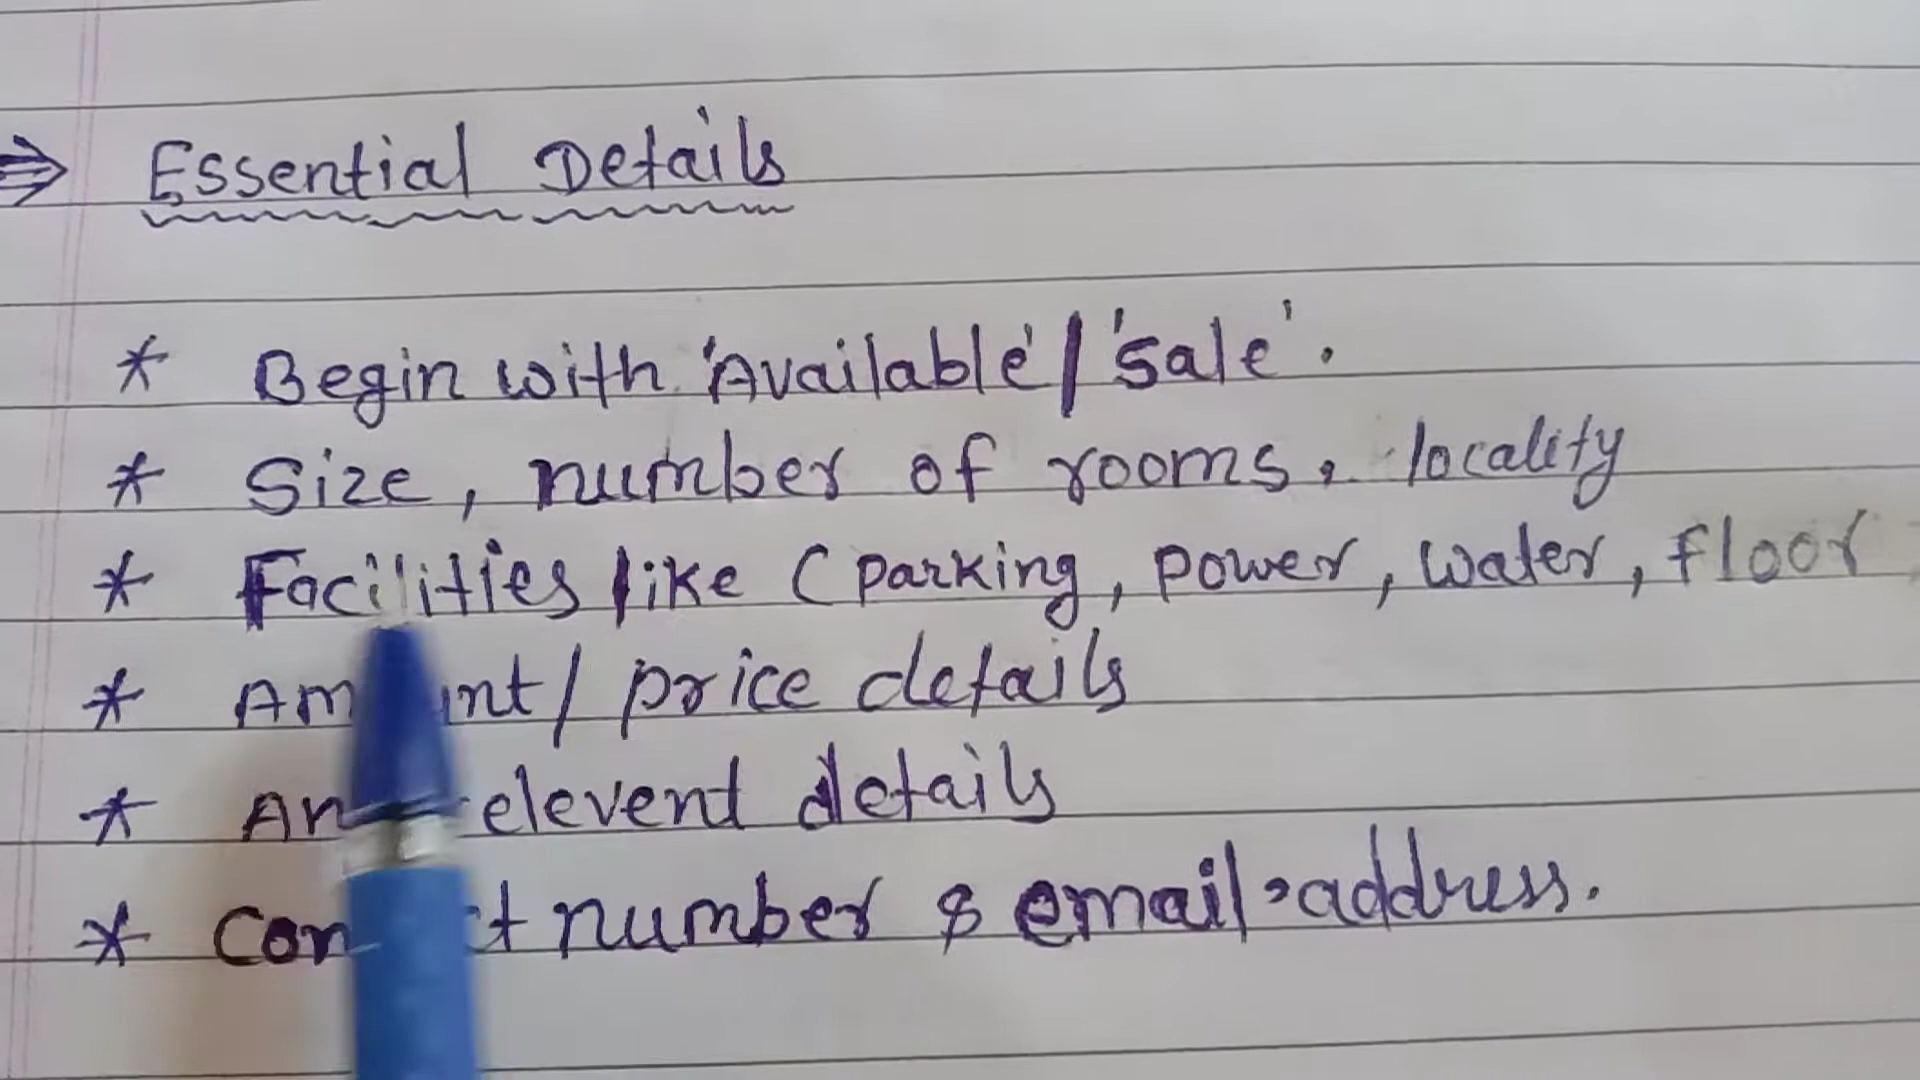 ⇒ Essential Details
* Begin with 'Available' / 'Sale'.
* Size, number of rooms, locality
* Facilities like (parking, power, water, floor
* / price details
* details
* number & email, address.